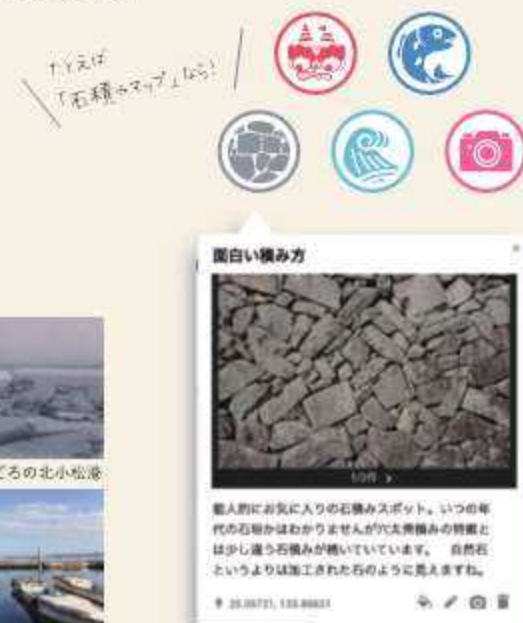 たとえば
「石積みマップ」なら!
面白い積み方
個人的にお気に入りの石積みスポット。いつの年
代の石垣かはわかりませんが穴太衆積みの特徴と
は少し違う石積みが続いていています。 自然石
というよりは加工された石のように見えますね。
ごろの北小松港